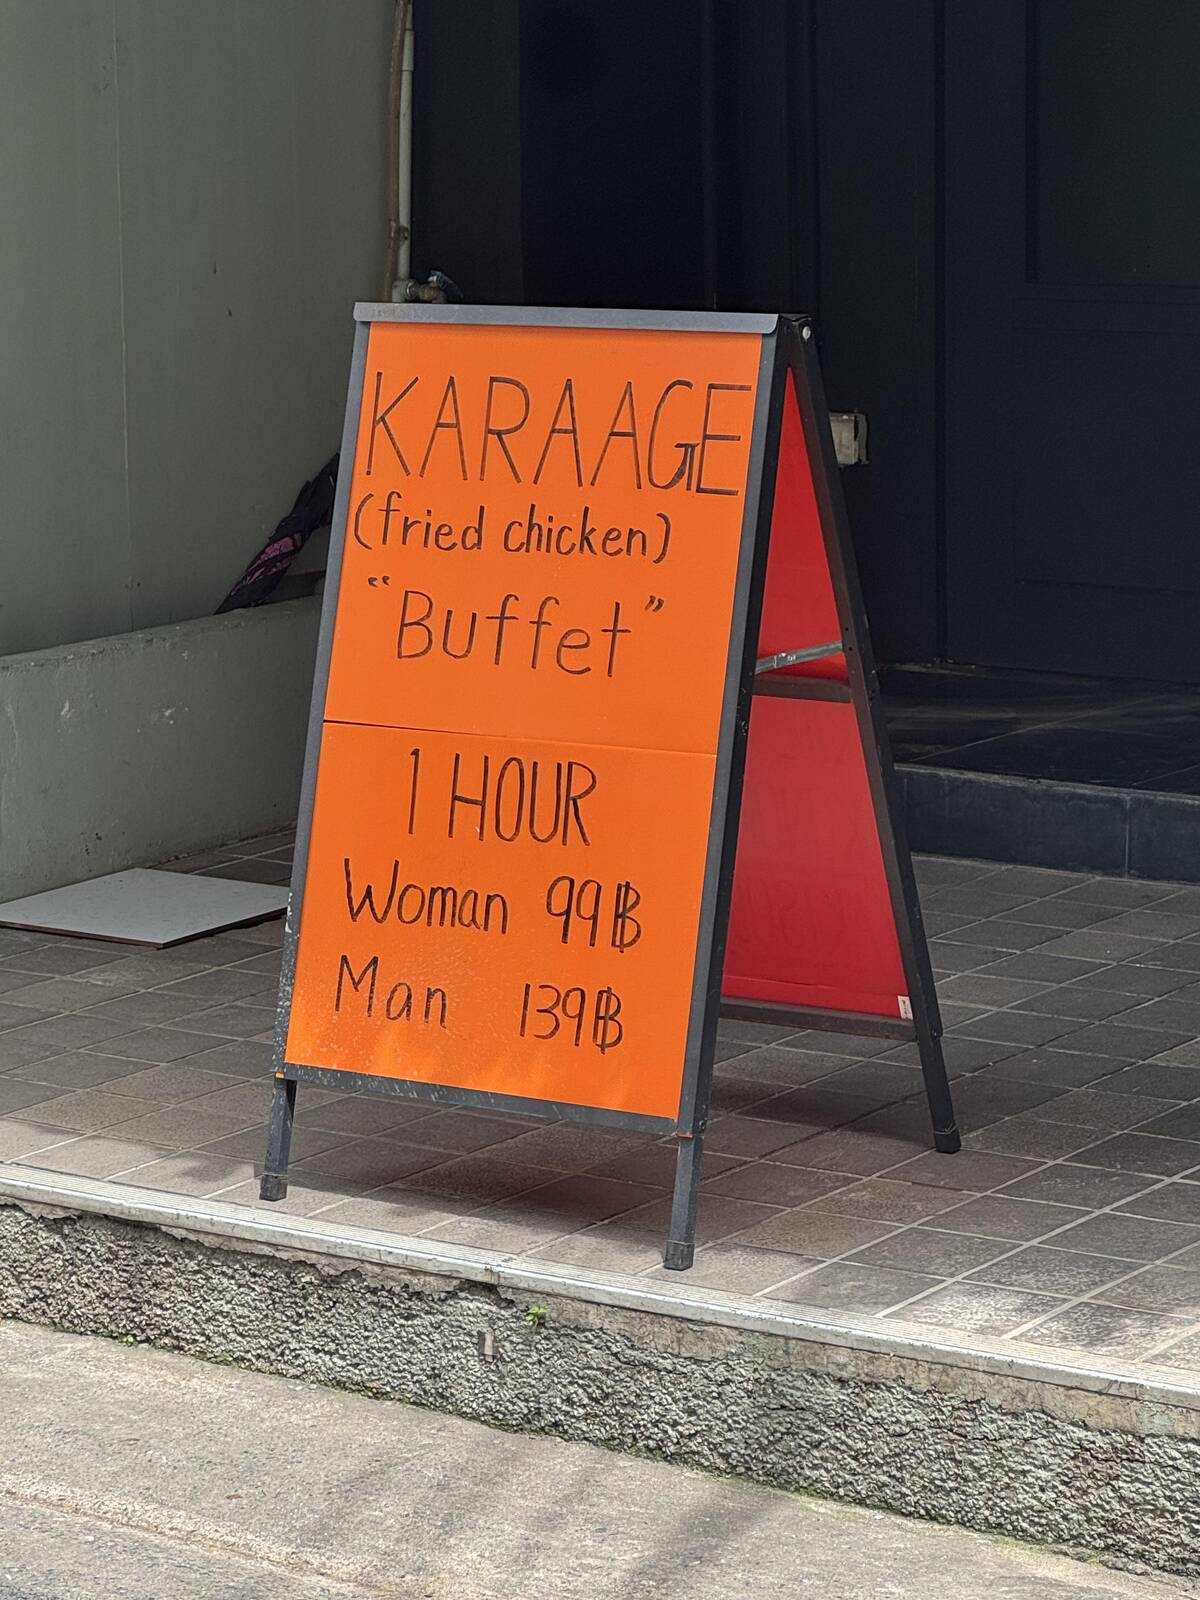 KARAAGE
(fried chicken)
“Buffet”
1 HOUR
Woman 99฿
Man 139฿